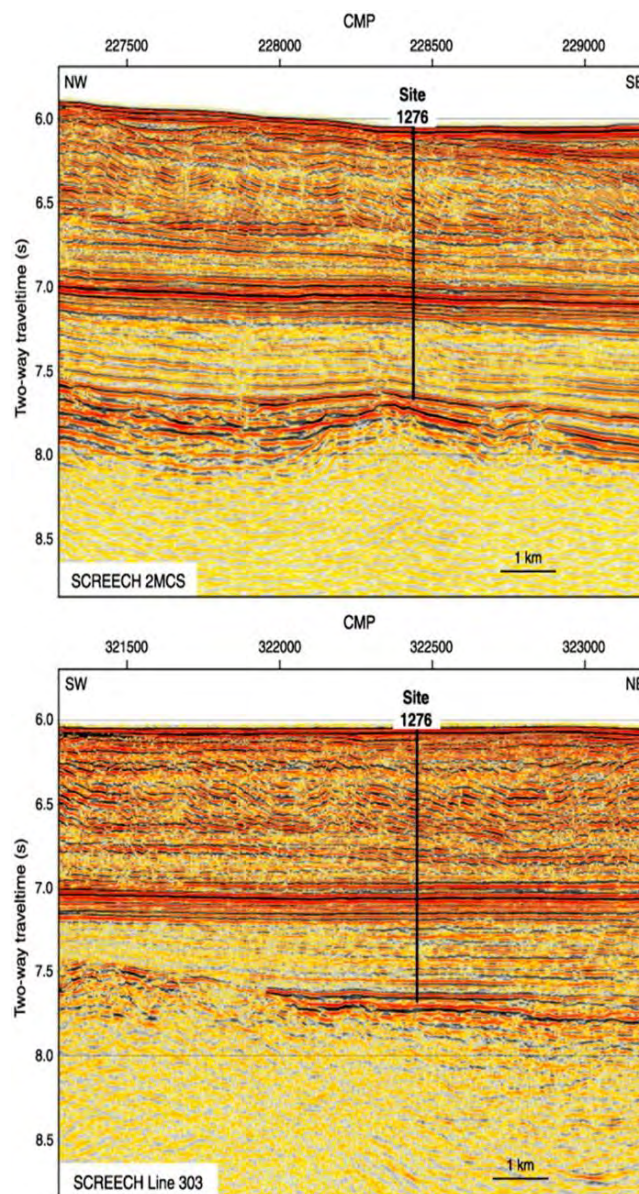 CMP
227500 228000 228500 229000
NW
Site
1276
SE
6.0
6.5
7.0
7.5
8.0
8.5
Two-way traveltime (s)
1 km
SCREECH 2MCS
CMP
321500 322000 322500 323000
SW
Site
1276
NE
6.0
6.5
7.0
7.5
8.0
8.5
Two-way traveltime (s)
1 km
SCREECH Line 303